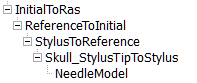 InitialToRas
ReferenceToInitial
StylusToReference
Skull_StylusTipToStylus
NeedleModel